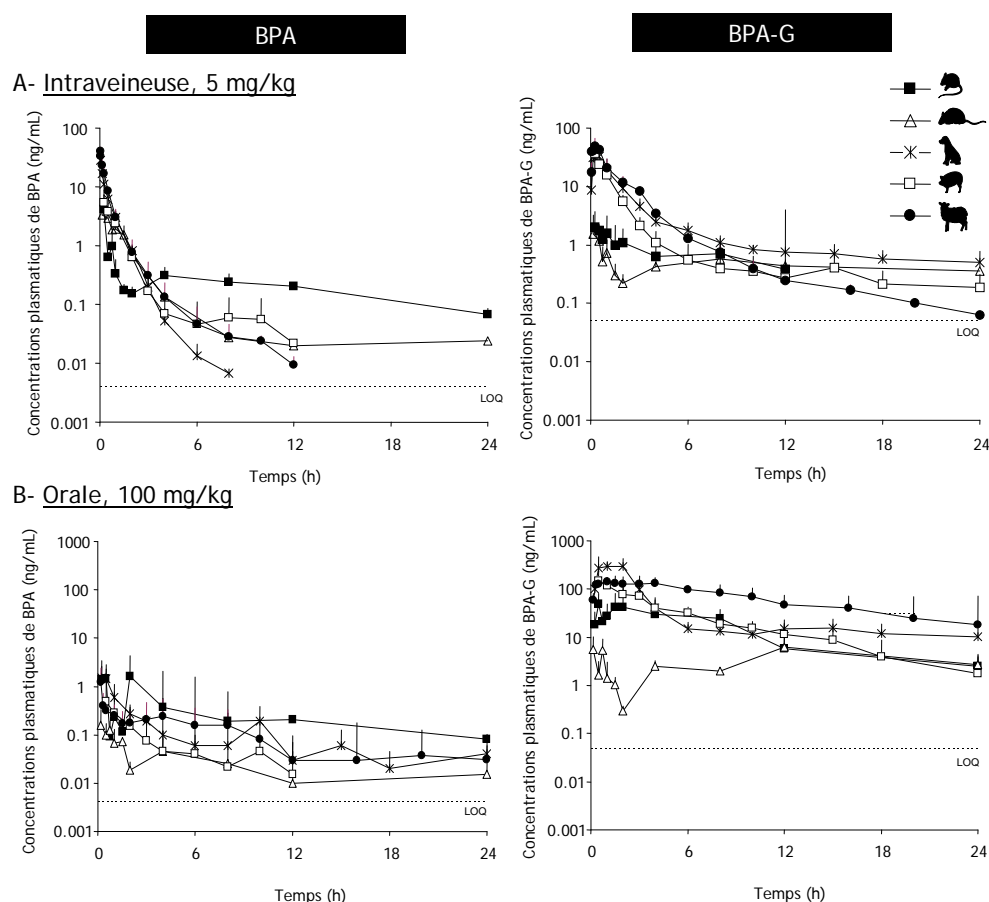 BPA
BPA-G
A- Intraveineuse, 5 mg/kg
Concentrations plasmatiques de BPA (ng/mL)
100
10
1
0.1
0.01
0.001
LOQ
0
6
12
18
24
Temps (h)
Concentrations plasmatiques de BPA-G (ng/mL)
100
10
1
0.1
0.01
0.001
LOQ
0
6
12
18
24
Temps (h)
B- Orale, 100 mg/kg
Concentrations plasmatiques de BPA (ng/mL)
1000
100
10
1
0.1
0.01
0.001
LOQ
0
6
12
18
24
Temps (h)
Concentrations plasmatiques de BPA-G (ng/mL)
1000
100
10
1
0.1
0.01
0.001
LOQ
0
6
12
18
24
Temps (h)